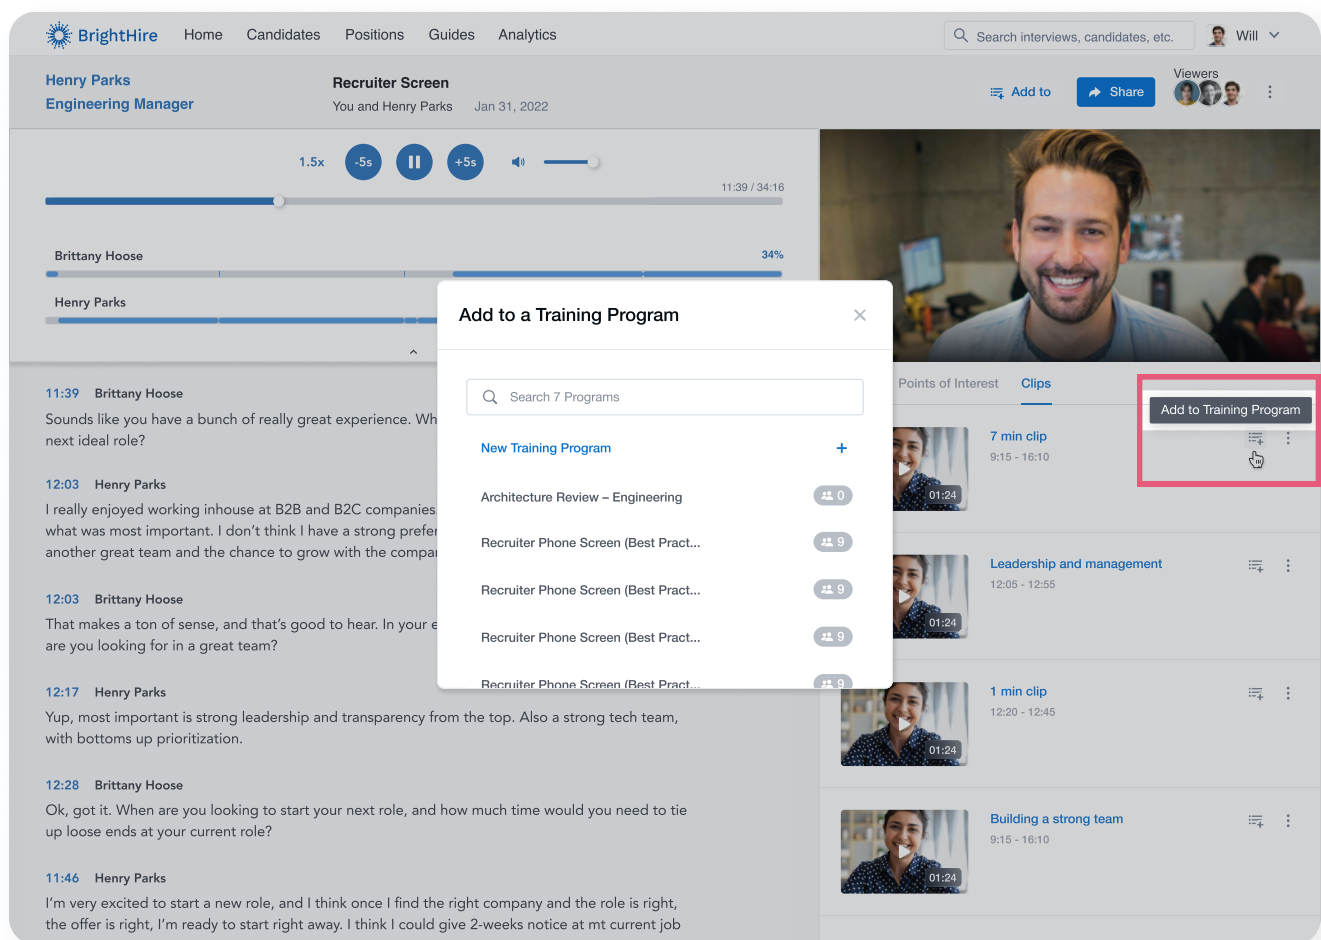 BrightHire Home Candidates Positions Guides Analytics Search interviews, candidates, etc. Will
Henry Parks
Engineering Manager
Recruiter Screen
You and Henry Parks Jan 31, 2022
Add to Share Viewers
1.5x -5s +5s
11:39 / 34:16
Brittany Hoose 34%
Henry Parks
11:39 Brittany Hoose
Sounds like you have a bunch of really great experience.
next ideal role?
12:03 Henry Parks
I really enjoyed working inhouse at B2B and B2C companies.
what was most important. I don't think I have a strong
another great team and the chance to grow with the
12:03 Brittany Hoose
That makes a ton of sense, and that's good to hear. In your
are you looking for in a great team?
12:17 Henry Parks
Yup, most important is strong leadership and transparency from the top. Also a strong tech team,
with bottoms up prioritization.
12:28 Brittany Hoose
Ok, got it. When are you looking to start your next role, and how much time would you need to tie
up loose ends at your current role?
11:46 Henry Parks
I'm very excited to start a new role, and I think once I find the right company and the role is right,
the offer is right, I'm ready to start right away. I think I could give 2-weeks notice at mt current job
Add to a Training Program
Search 7 Programs
New Training Program +
Architecture Review – Engineering 0
Recruiter Phone Screen (Best Pract... 9
Recruiter Phone Screen (Best Pract... 9
Recruiter Phone Screen (Best Pract... 9
Recruiter Phone Screen (Best Pract... 9
Points of Interest Clips
Add to Training Program
7 min clip
9:15 - 16:10
01:24
Leadership and management
12:05 - 12:55
01:24
1 min clip
12:20 - 12:45
01:24
Building a strong team
9:15 - 16:10
01:24